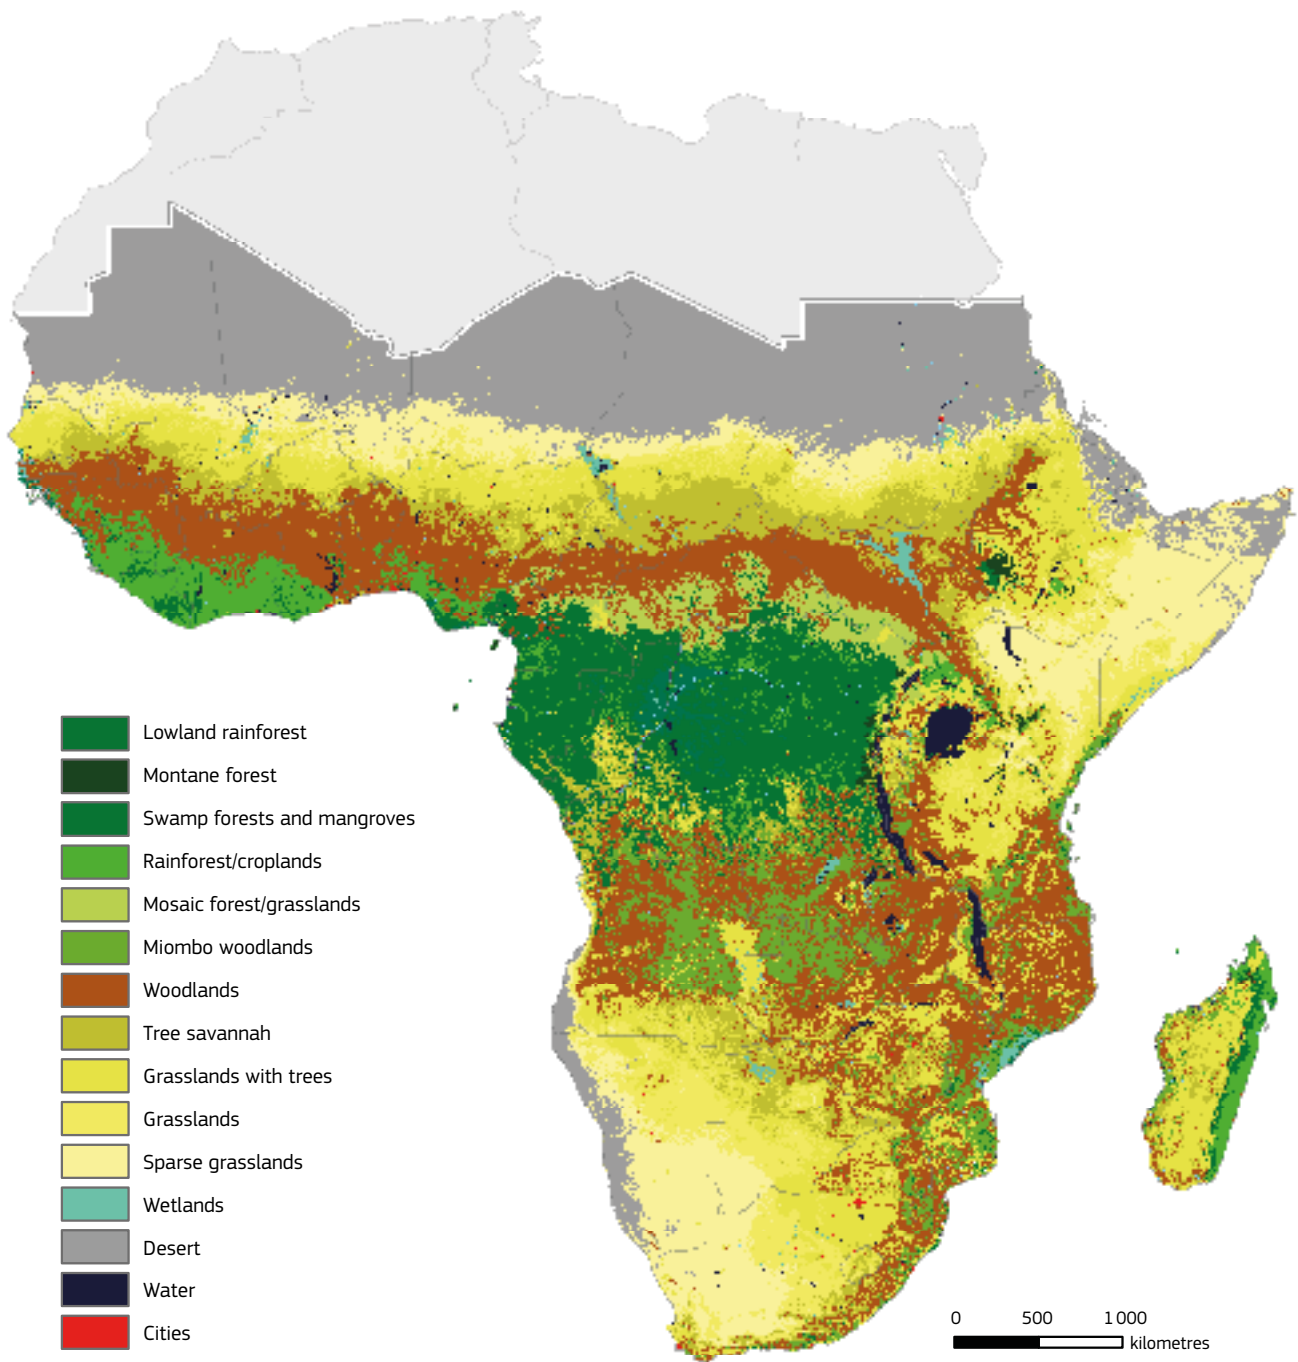 Lowland rainforest
Montane forest
Swamp forests and mangroves
Rainforest/croplands
Mosaic forest/grasslands
Miombo woodlands
Woodlands
Tree savannah
Grasslands with trees
Grasslands
Sparse grasslands
Wetlands
Desert
Water
Cities
0 500 1 000
kilometres